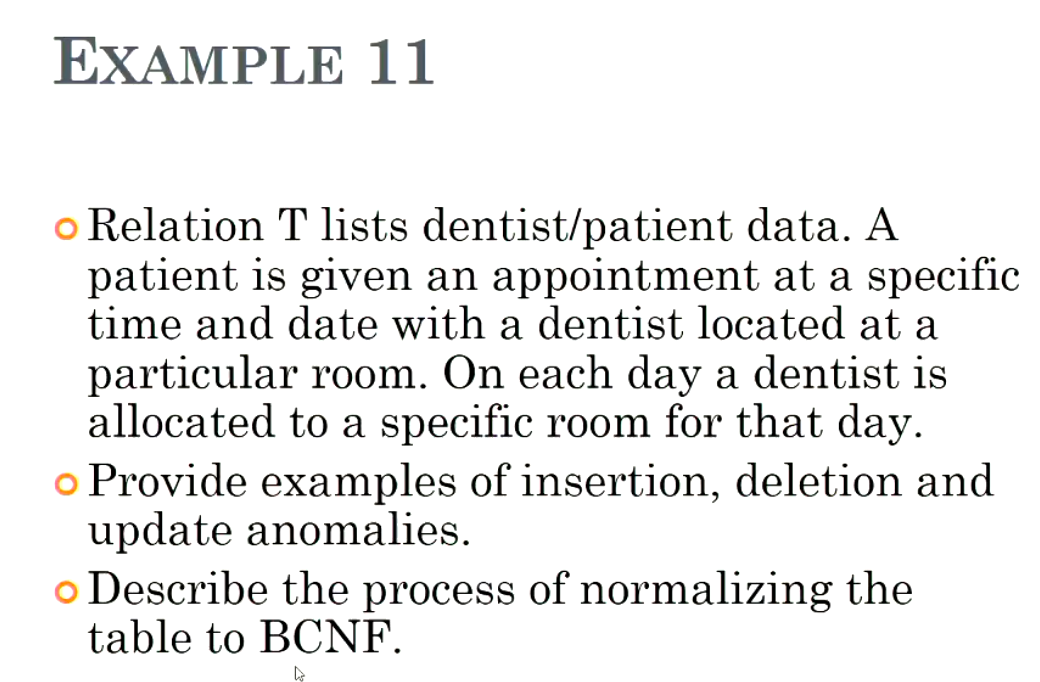 EXAMPLE 11
Relation T lists dentist/patient data. A
patient is given an appointment at a specific
time and date with a dentist located at a
particular room. On each day a dentist is
allocated to a specific room for that day.
Provide examples of insertion, deletion and
update anomalies.
Describe the process of normalizing the
table to BCNF.